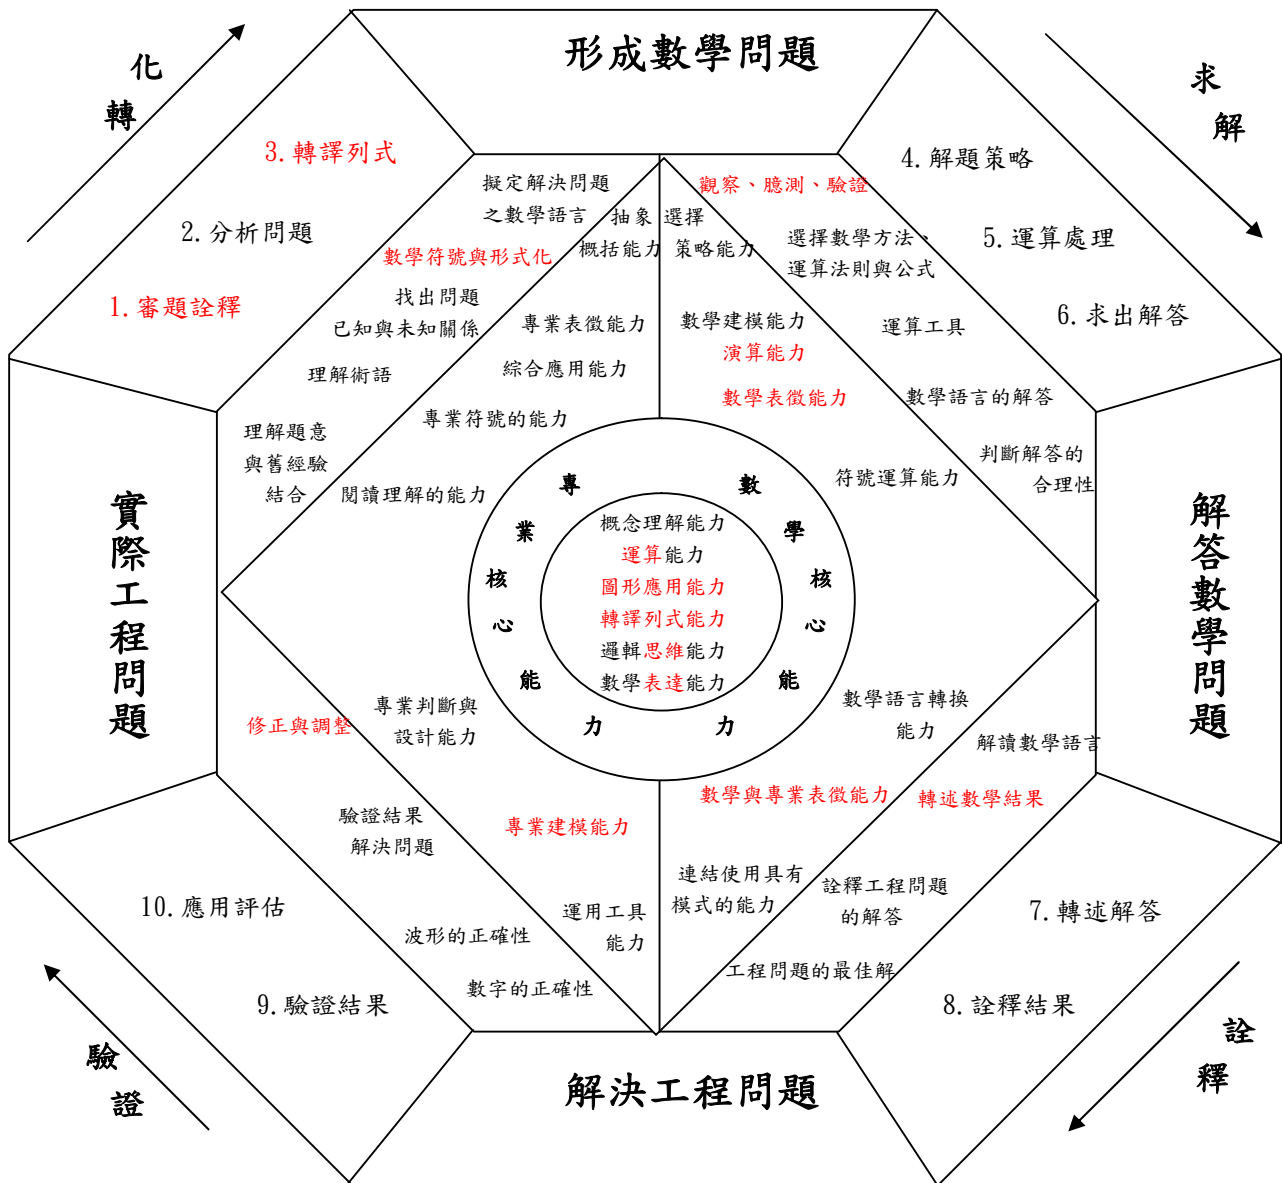 形成數學問題
轉化
求解
3.轉譯列式
2.分析問題
1.審題詮釋
4.解題策略
5.運算處理
6.求出解答
擬定解決問題
之數學語言
數學符號與形式化
找出問題
已知與未知關係
理解術語
理解題意
與舊經驗
結合
抽象
概括能力
專業表徵能力
綜合應用能力
專業符號的能力
閱讀理解的能力
選擇
策略能力
數學建模能力
演算能力
數學表徵能力
符號運算能力
觀察、臆測、驗證
選擇數學方法、
運算法則與公式
運算工具
數學語言的解答
判斷解答的
合理性
實際工程問題
解答數學問題
專業核心能力
數學核心能力
概念理解能力
運算能力
圖形應用能力
轉譯列式能力
邏輯思維能力
數學表達能力
修正與調整
驗證結果
解決問題
波形的正確性
數字的正確性
專業判斷與
設計能力
專業建模能力
運用工具
能力
數學語言轉換
能力
數學與專業表徵能力
連結使用具有
模式的能力
解讀數學語言
轉述數學結果
詮釋工程問題
的解答
工程問題的最佳解
10.應用評估
9.驗證結果
7.轉述解答
8.詮釋結果
驗證
詮釋
解決工程問題